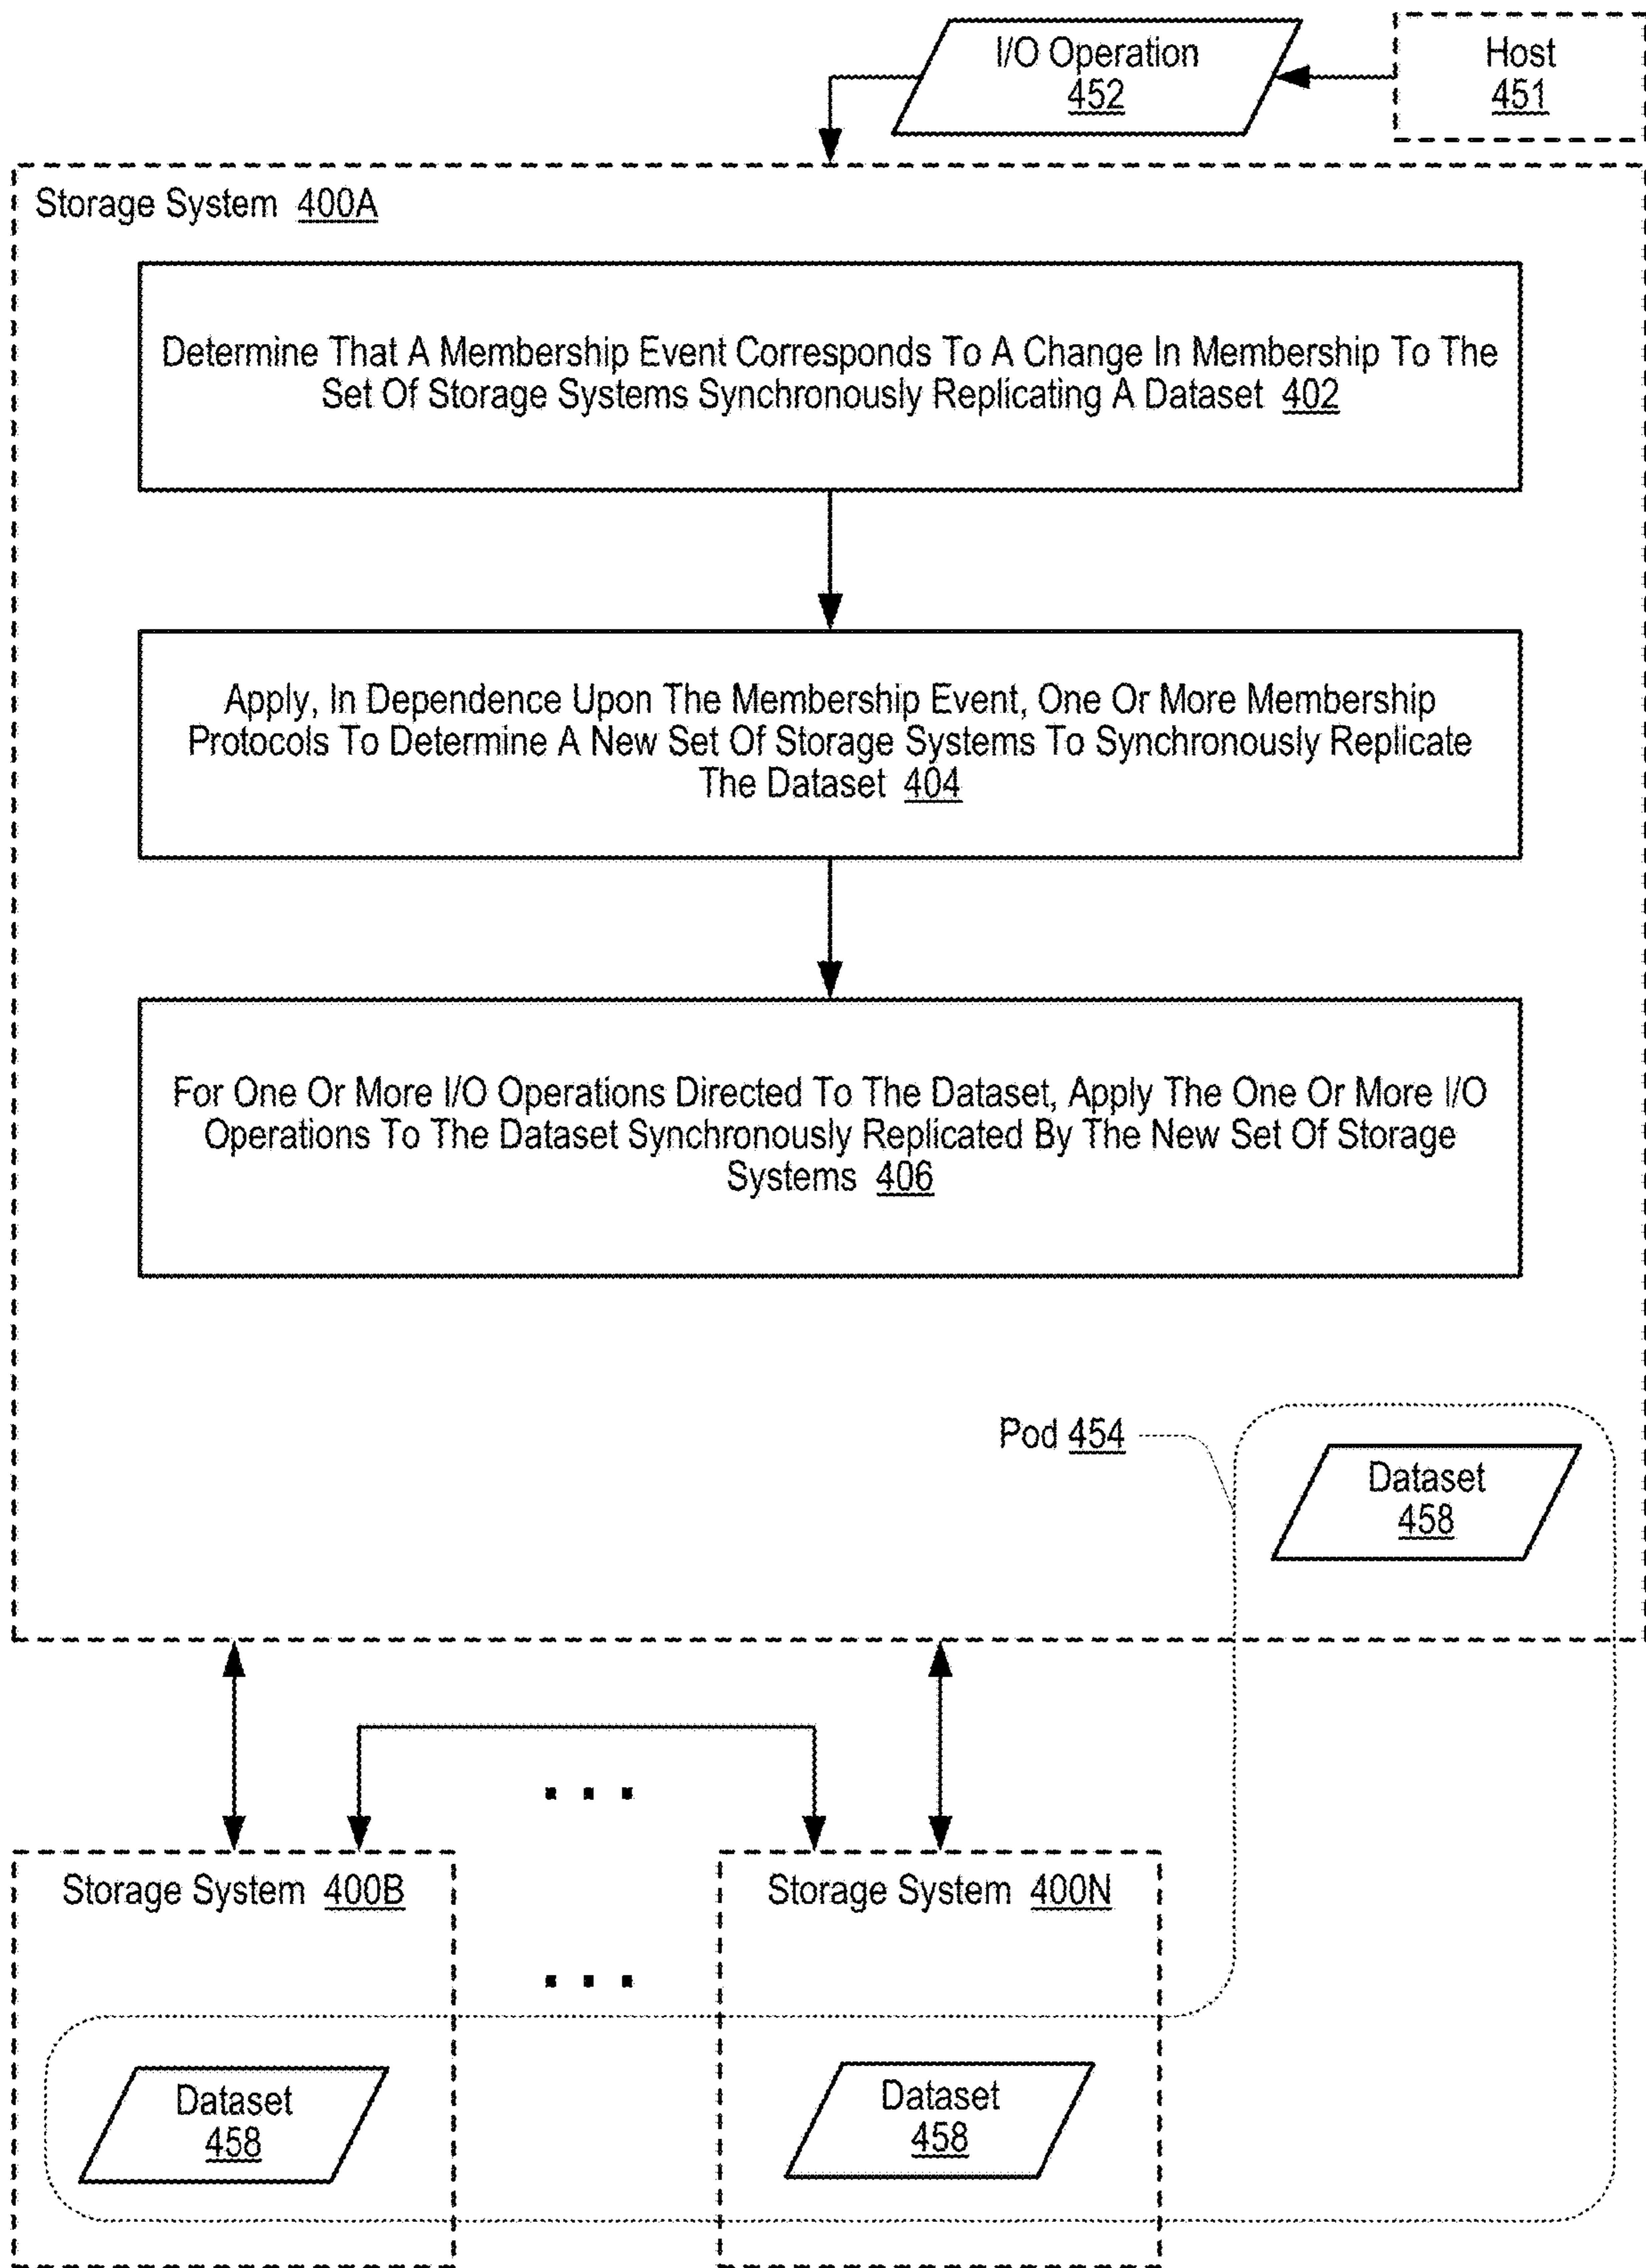 I/O Operation
452
Host
451
Storage System 400A
Determine That A Membership Event Corresponds To A Change In Membership To The
Set Of Storage Systems Synchronously Replicating A Dataset 402
Apply, In Dependence Upon The Membership Event, One Or More Membership
Protocols To Determine A New Set Of Storage Systems To Synchronously Replicate
The Dataset 404
For One Or More I/O Operations Directed To The Dataset, Apply The One Or More I/O
Operations To The Dataset Synchronously Replicated By The New Set Of Storage
Systems 406
Pod 454
Dataset
458
. . .
Storage System 400B
Storage System 400N
. . .
Dataset
458
Dataset
458